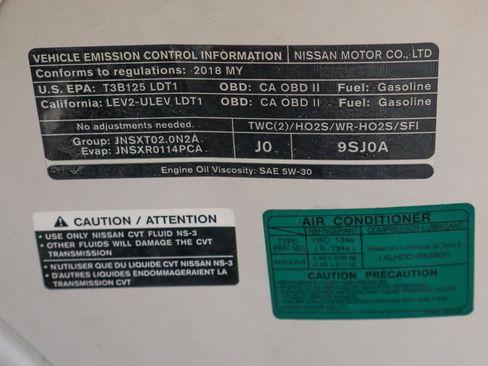 VEHICLE EMISSION CONTROL INFORMATION NISSAN MOTOR CO., LTD
Conforms to regulations: 2018 MY
U.S. EPA: T3B125 LDT1 OBD: CA OBD II Fuel: Gasoline
California: LEV2-ULEV LDT1 OBD: CA OBD II Fuel: Gasoline
No adjustments needed. TWC(2)/HO2S/WR-HO2S/SFI
Group: JNSXT02.0N2A
Evap: JNSXR0114PCA J0 9SJ0A
Engine Oil Viscosity: SAE 5W-30
CAUTION / ATTENTION
• USE ONLY NISSAN CVT FLUID NS-3
• OTHER FLUIDS WILL DAMAGE THE CVT
TRANSMISSION
• N'UTILISER QUE DU LIQUIDE CVT NISSAN NS-3
• D'AUTRES LIQUIDES ENDOMMAGERAIENT LA
TRANSMISSION CVT
AIR CONDITIONER
REFRIGERANT COMPRESSOR LUBRICANT
TYPE HFC 134a
(R 134a)
AMOUNT
CAUTION PRECAUTION